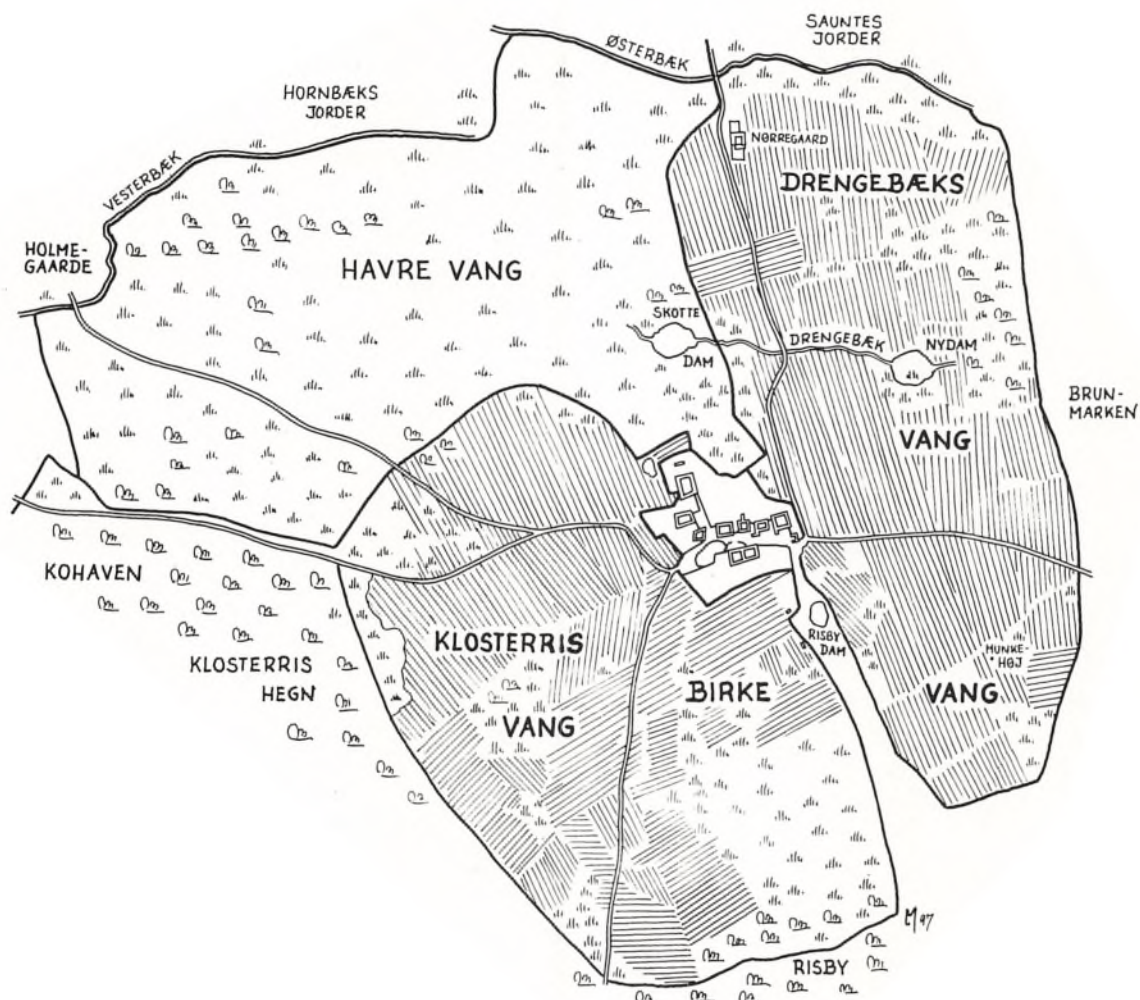 SAUNTES
JORDER
ØSTERBÆK
HORNBÆKS
JORDER
VESTERBÆK
NØRREGAARD
DRENGEBÆKS
HOLME-
GAARDE
HAVRE VANG
SKOTTE
DAM
DRENGEBÆK
NYDAM
BRUN-
MARKEN
VANG
KOHAVEN
KLOSTERRIS
HEGN
KLOSTERRIS
VANG
BIRKE
RISBY
DAM
MUNKE-
HØJ
VANG
RISBY
M 97